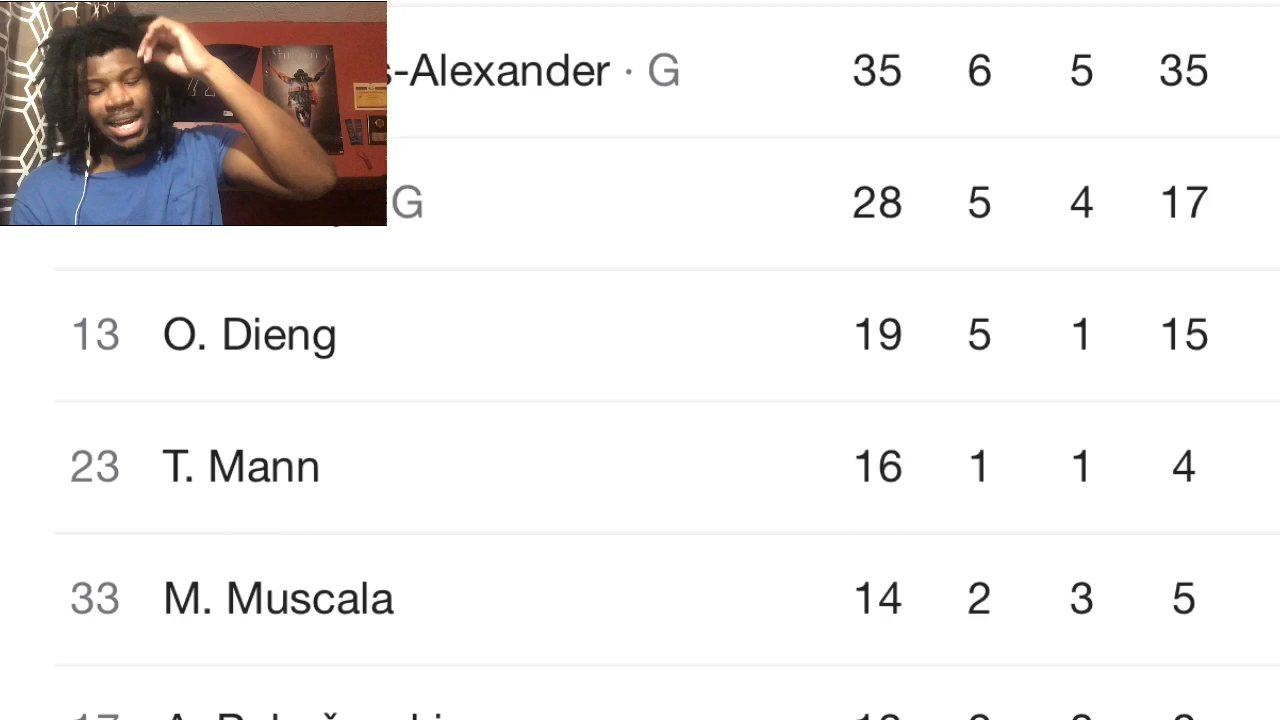 s-Alexander · G 35 6 5 35
G 28 5 4 17
13 O. Dieng 19 5 1 15
23 T. Mann 16 1 1 4
33 M. Muscala 14 2 3 5